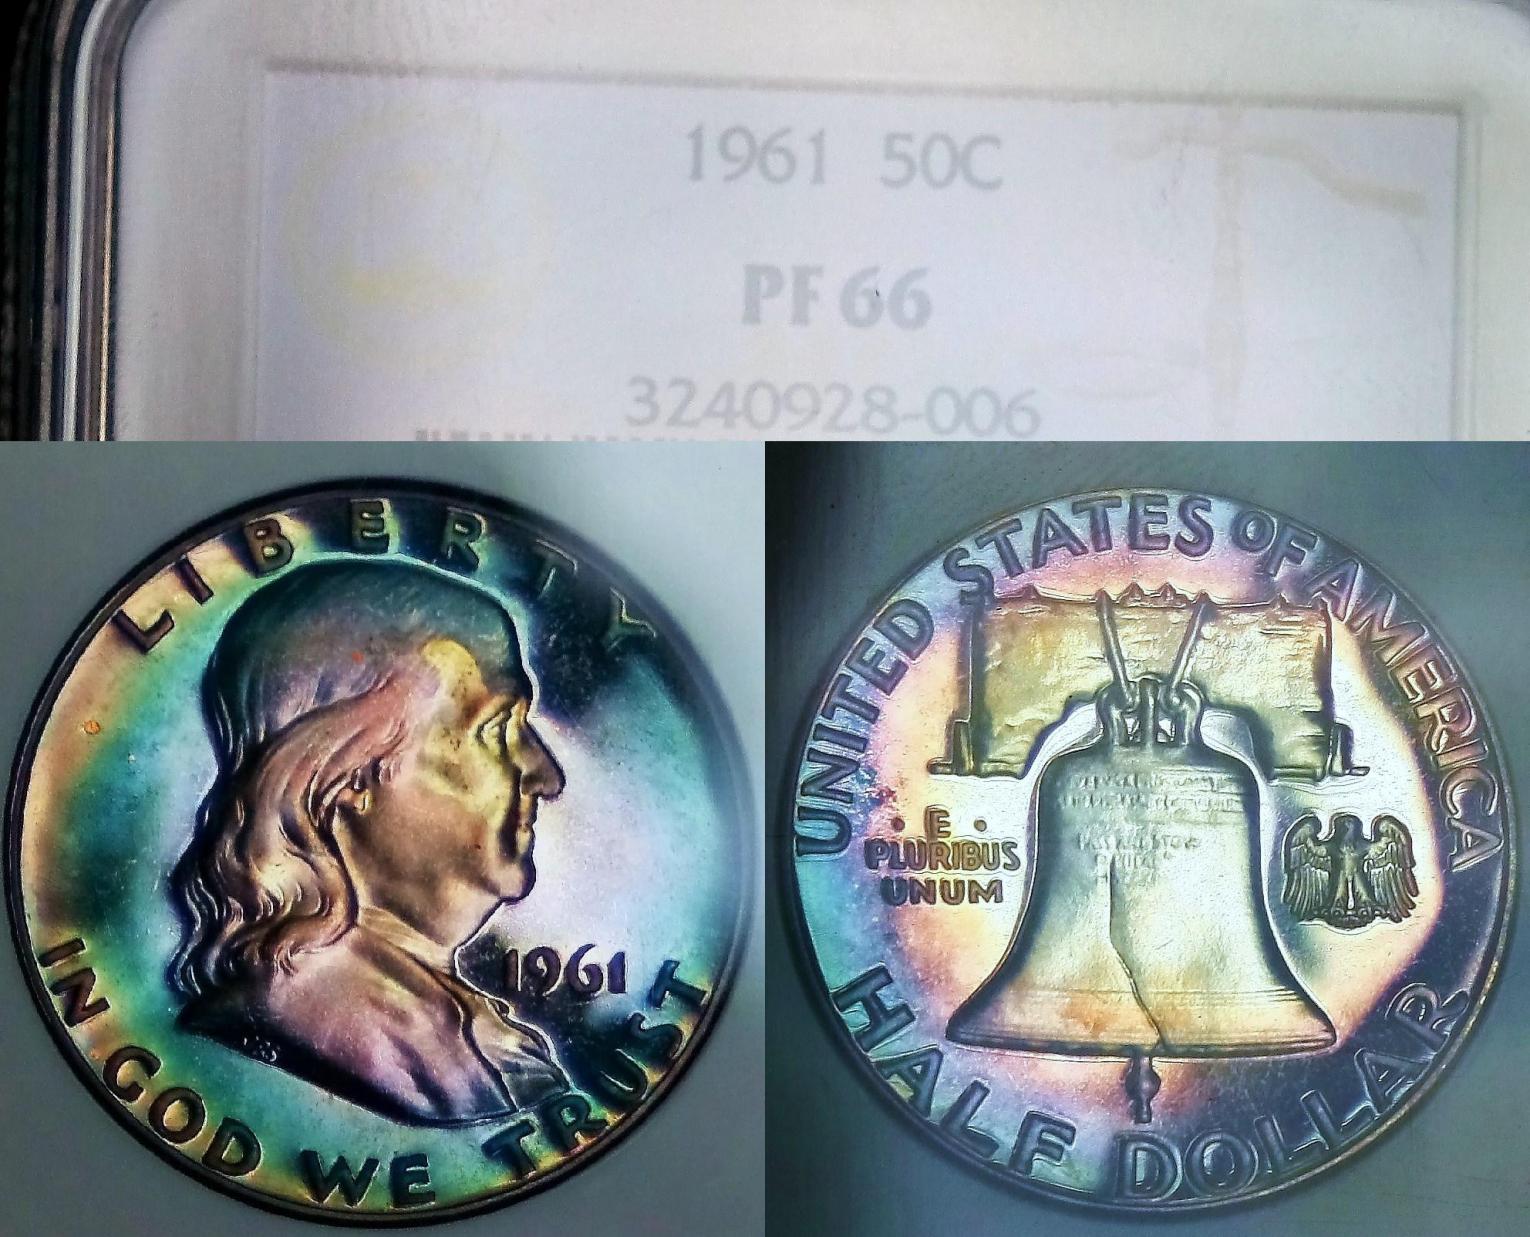 1961 50C
PF 66
3240928-006
LIBERTY
1961
IN GOD WE TRUST
UNITED STATES OF AMERICA
· E ·
PLURIBUS
UNUM
HALF DOLLAR